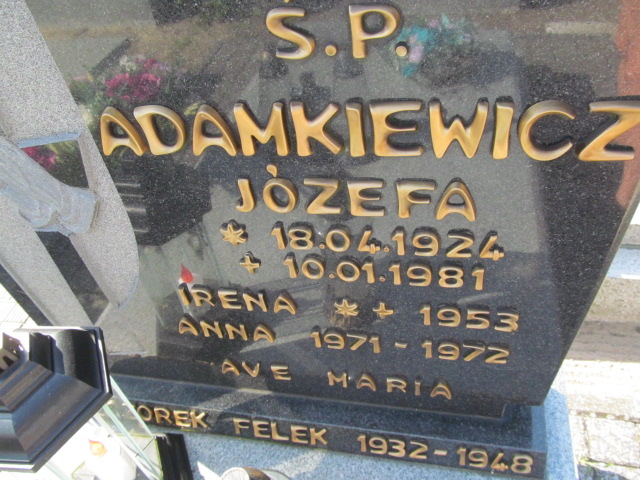 Ś.P.
ADAMKIEWICZ
JÓZEFA
* 18.04.1924
+ 10.01.1981
IRENA * + 1953
ANNA 1971-1972
AVE MARIA
FELEK 1932-1948